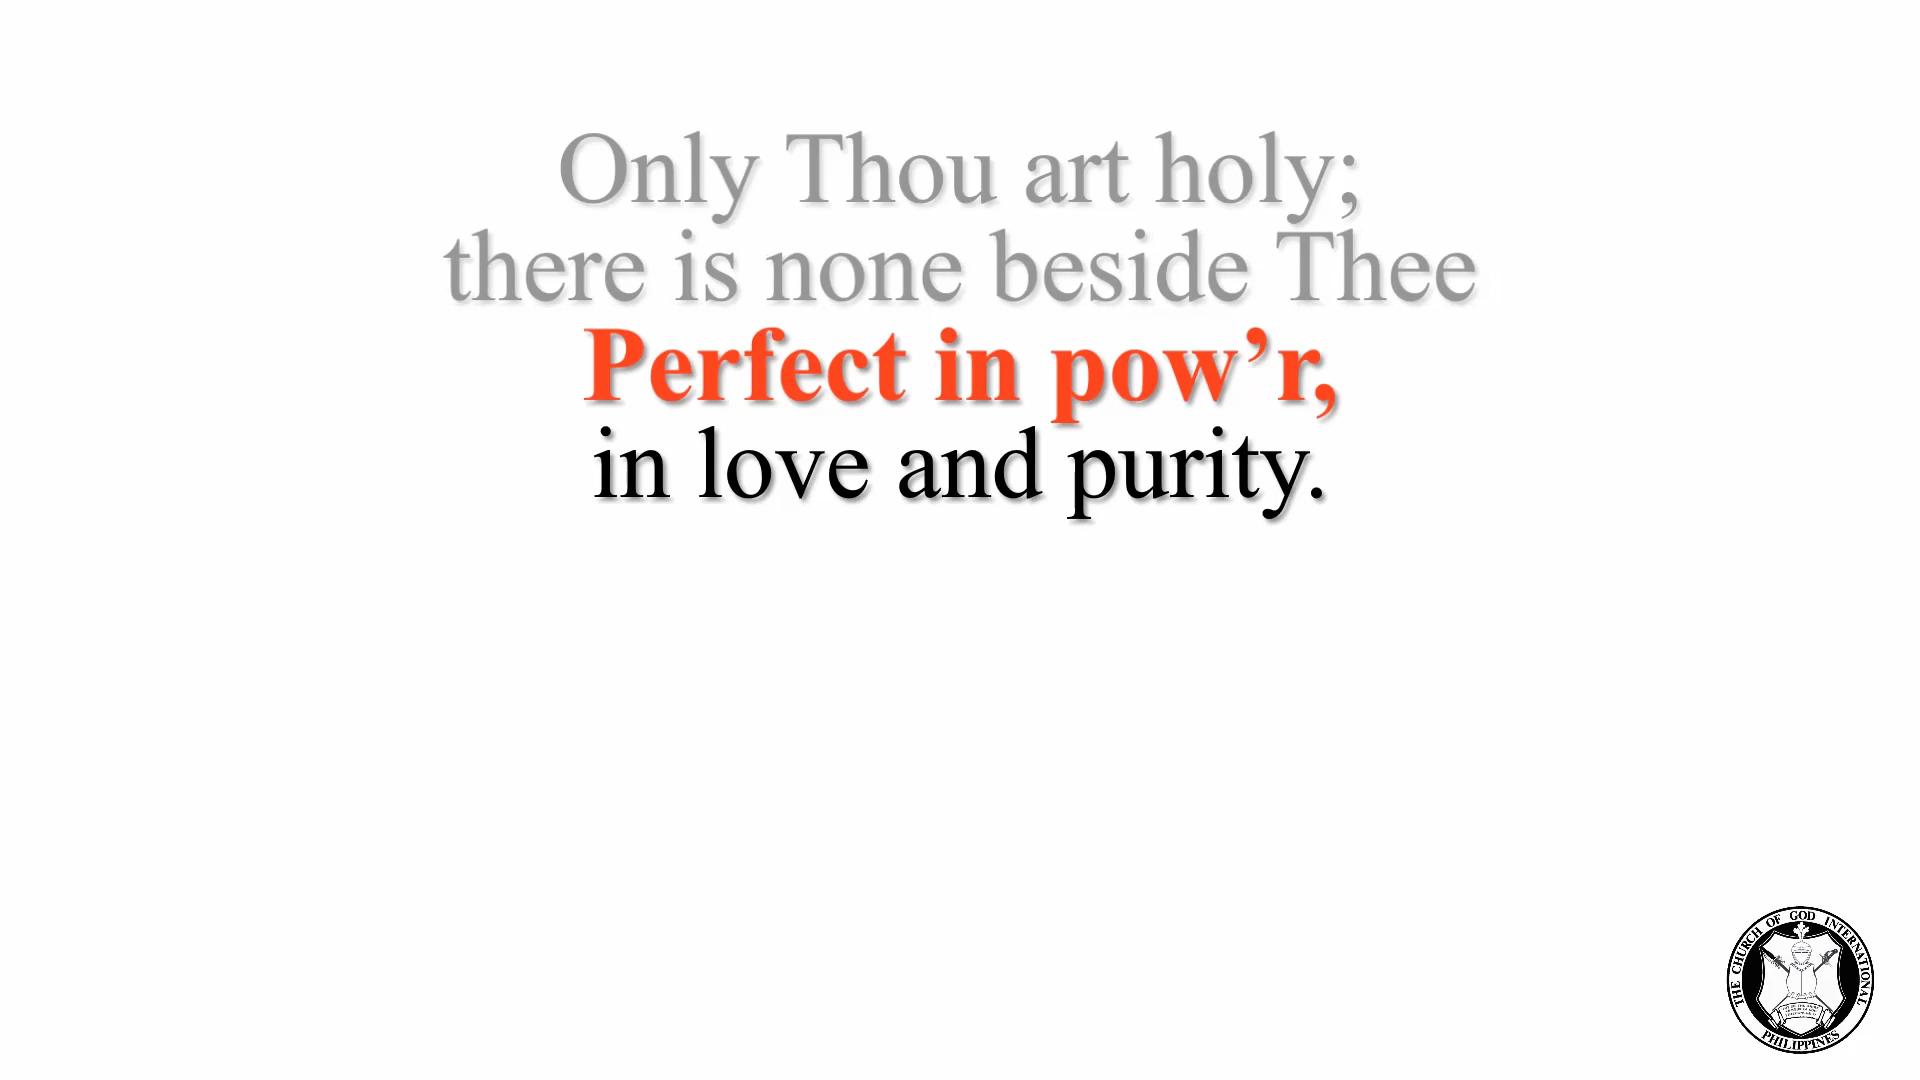 Only Thou art holy;
there is none beside Thee
Perfect in pow’r,
in love and purity.
THE CHURCH OF GOD INTERNATIONAL
PHILIPPINES